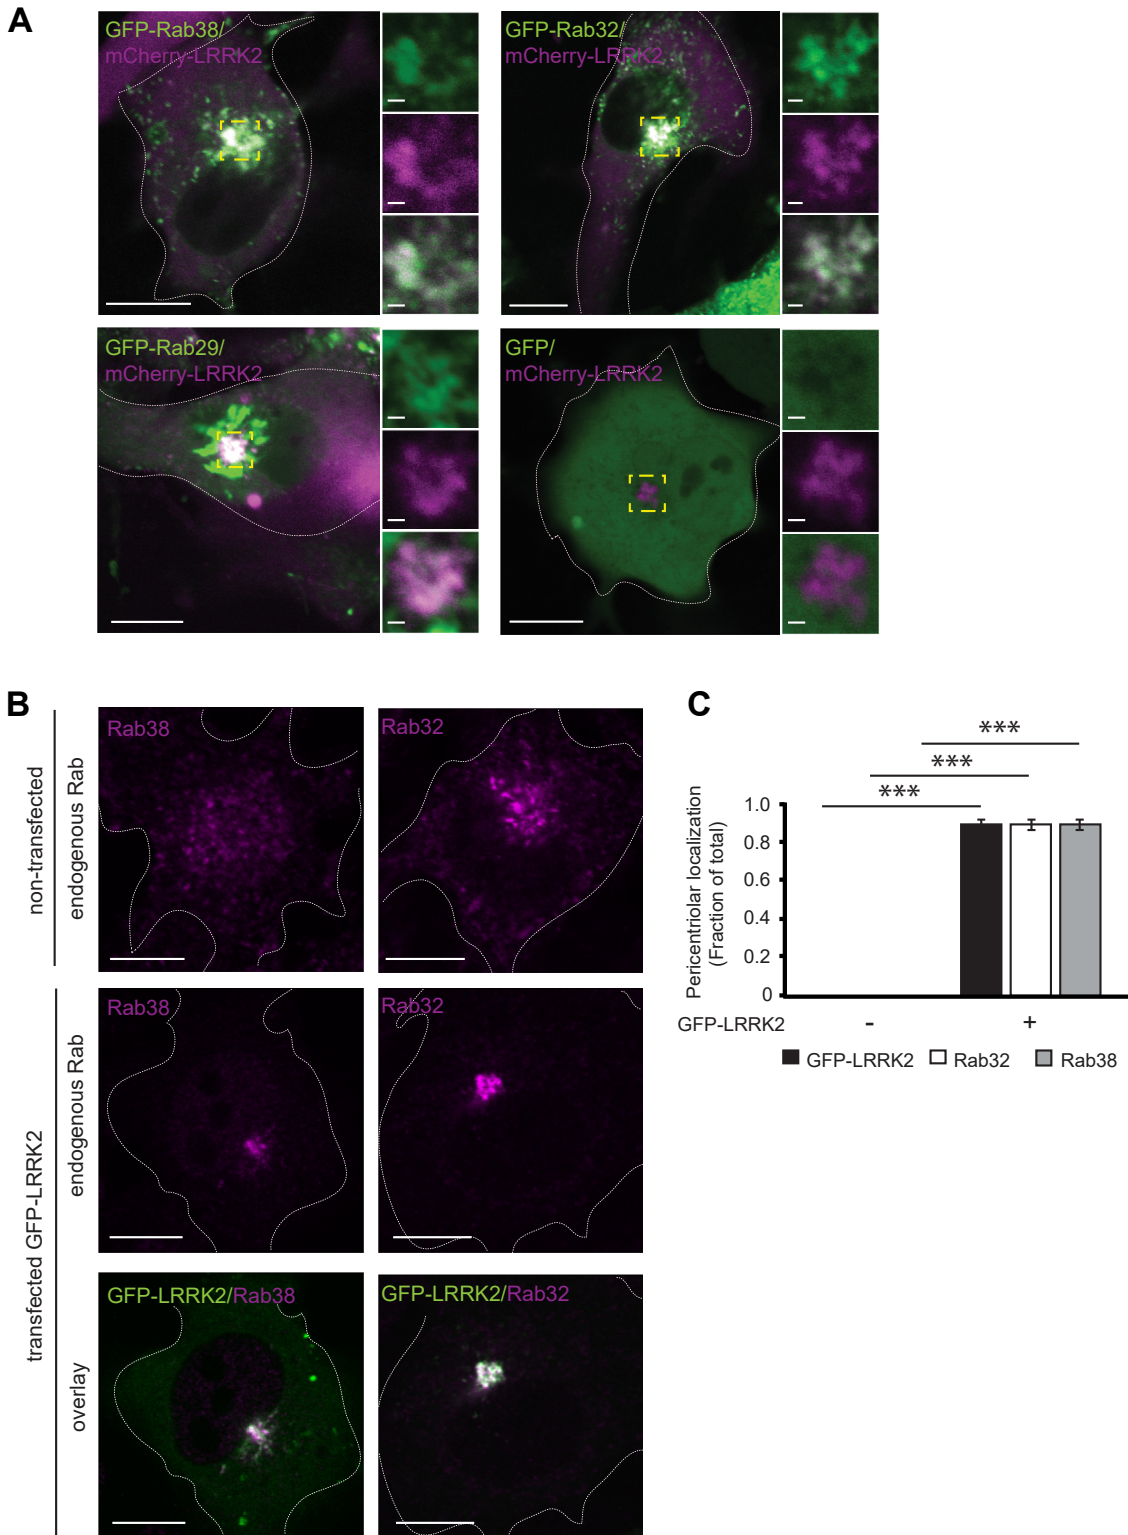 A
GFP-Rab38/
mCherry-LRRK2
GFP-Rab32/
mCherry-LRRK2
GFP-Rab29/
mCherry-LRRK2
GFP/
mCherry-LRRK2
B
non-transfected
endogenous Rab
Rab38
Rab32
transfected GFP-LRRK2
endogenous Rab
Rab38
Rab32
overlay
GFP-LRRK2/Rab38
GFP-LRRK2/Rab32
C
***
***
***
Pericentriolar localization
(Fraction of total)
1.0
0.8
0.6
0.4
0.2
0
GFP-LRRK2 - +
GFP-LRRK2 Rab32 Rab38